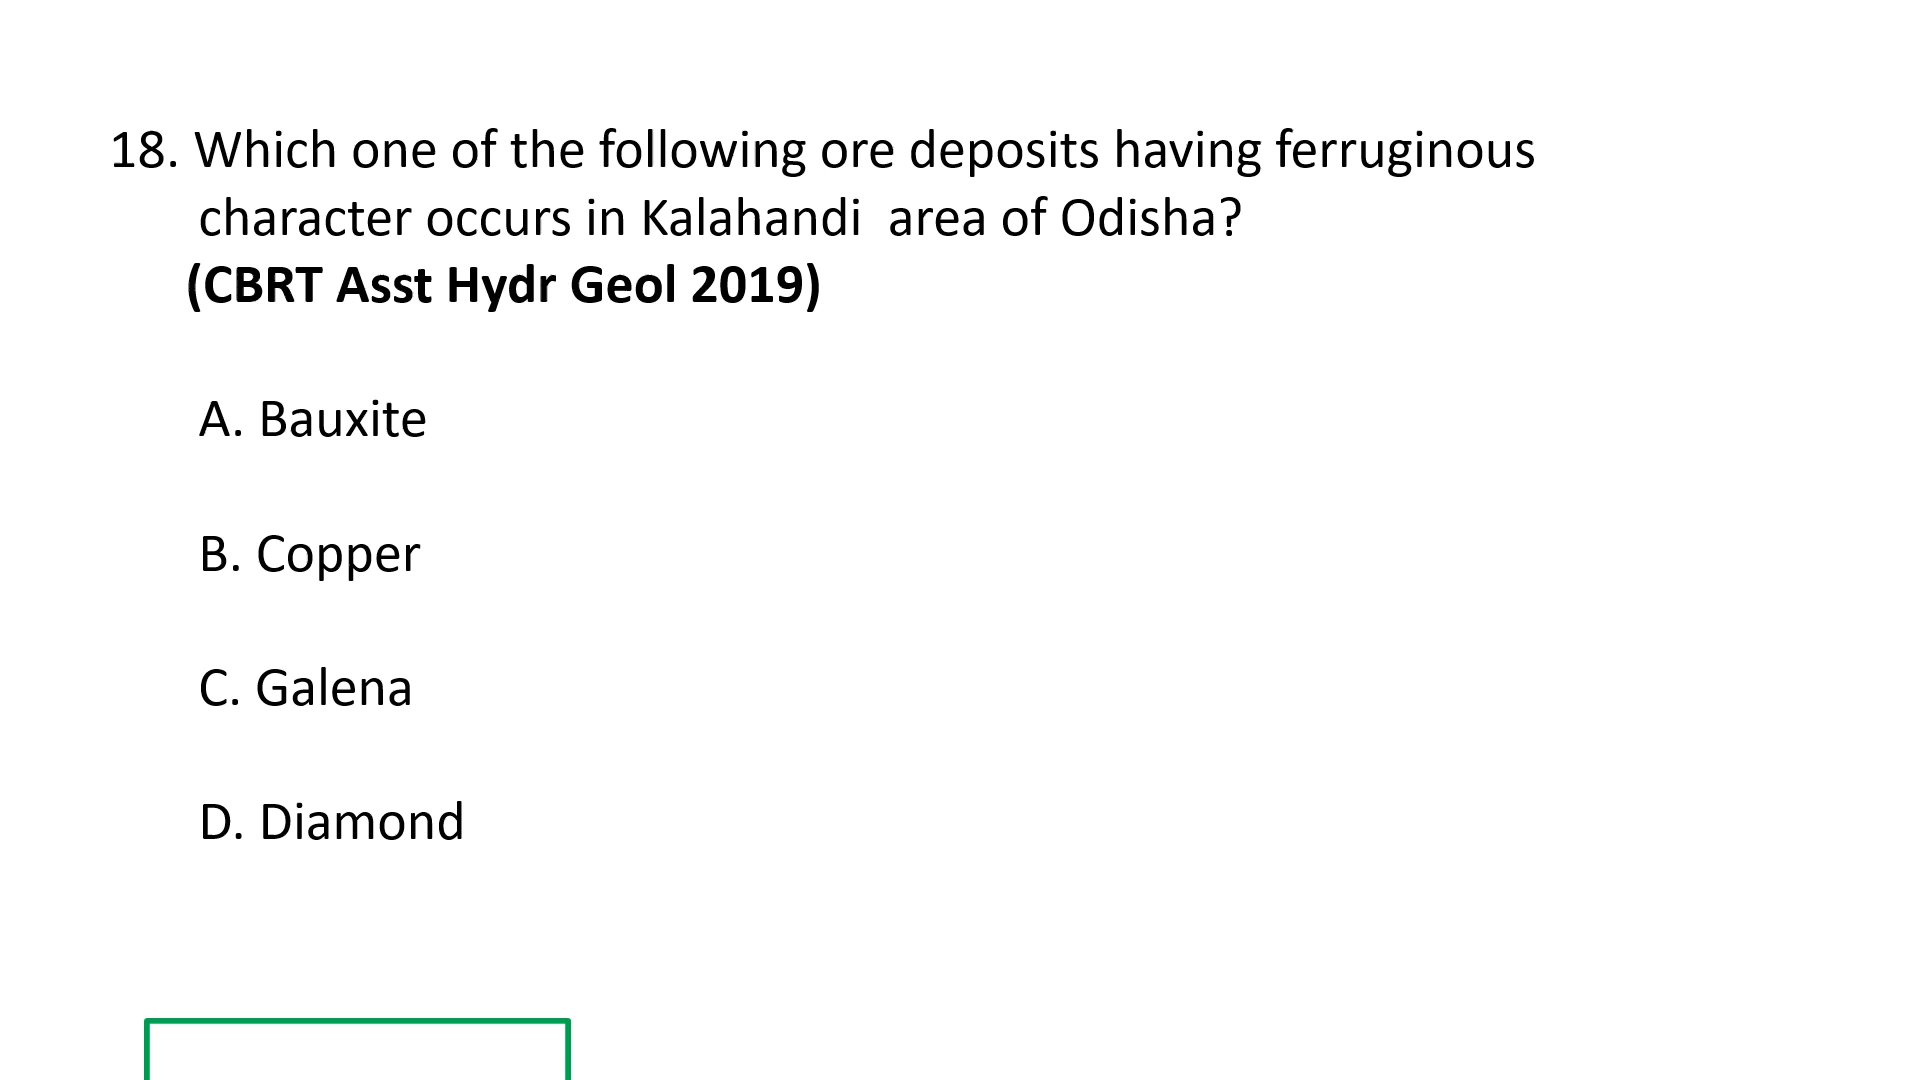 18. Which one of the following ore deposits having ferruginous
character occurs in Kalahandi  area of Odisha?
(CBRT Asst Hydr Geol 2019)
A. Bauxite
B. Copper
C. Galena
D. Diamond